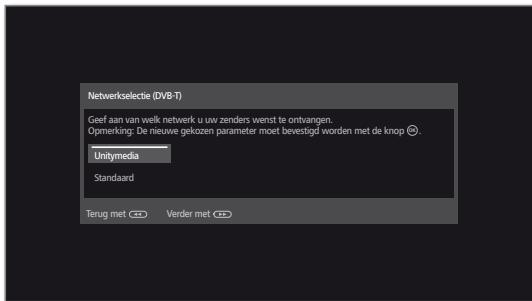 Netwerkselectie (DVB-T)
Geef aan van welk netwerk u uw zenders wenst te ontvangen.
Opmerking: De nieuwe gekozen parameter moet bevestigd worden met de knop OK.
Unitymedia
Standaard
Terug met Verder met